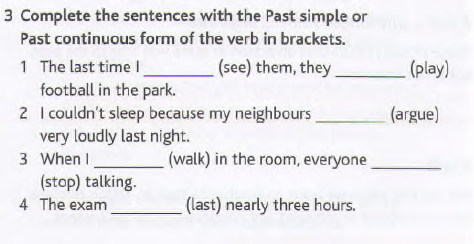 3 Complete the sentences with the Past simple or
Past continuous form of the verb in brackets.
1 The last time I ________ (see) them, they ________ (play)
football in the park.
2 I couldn't sleep because my neighbours ________ (argue)
very loudly last night.
3 When I ________ (walk) in the room, everyone ________
(stop) talking.
4 The exam ________ (last) nearly three hours.